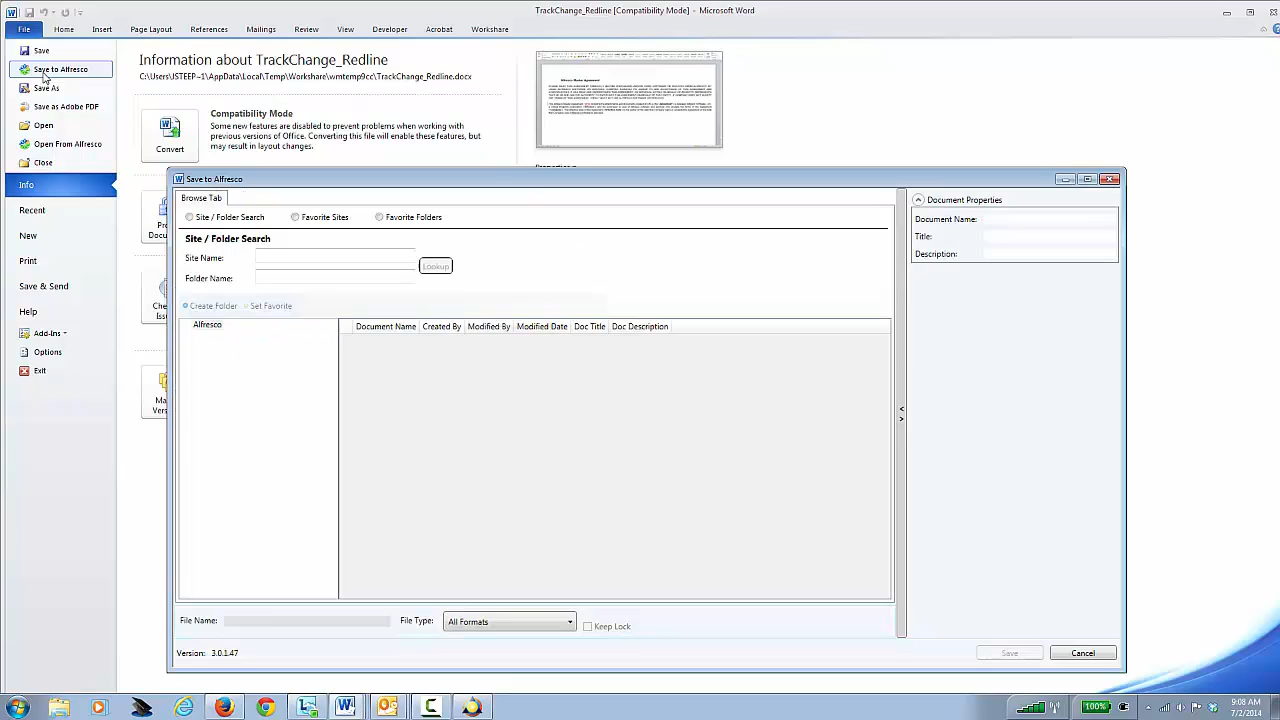 TrackChange_Redline [Compatibility Mode] - Microsoft Word
File Home Insert Page Layout References Mailings Review View Developer Acrobat Workshare
Save
Save to Alfresco
Save As
Save as Adobe PDF
Open
Open From Alfresco
Close
Info
Recent
New
Print
Save & Send
Help
Add-Ins
Options
Exit
Information about TrackChange_Redline
C:\Users\JSTEEP~1\AppData\Local\Temp\Workshare\wmtemp9cc\TrackChange_Redline.docx
Convert
Compatibility Mode
Some new features are disabled to prevent problems when working with
previous versions of Office. Converting this file will enable these features, but
may result in layout changes.
Save to Alfresco
Browse Tab
Site / Folder Search Favorite Sites Favorite Folders
Site / Folder Search
Site Name:
Lookup
Folder Name:
Create Folder Set Favorite
Alfresco
Document Name Created By Modified By Modified Date Doc Title Doc Description
File Name: File Type: All Formats Keep Lock
Version: 3.0.1.47
Save Cancel
Document Properties
Document Name:
Title:
Description:
100%
9:08 AM
7/2/2014